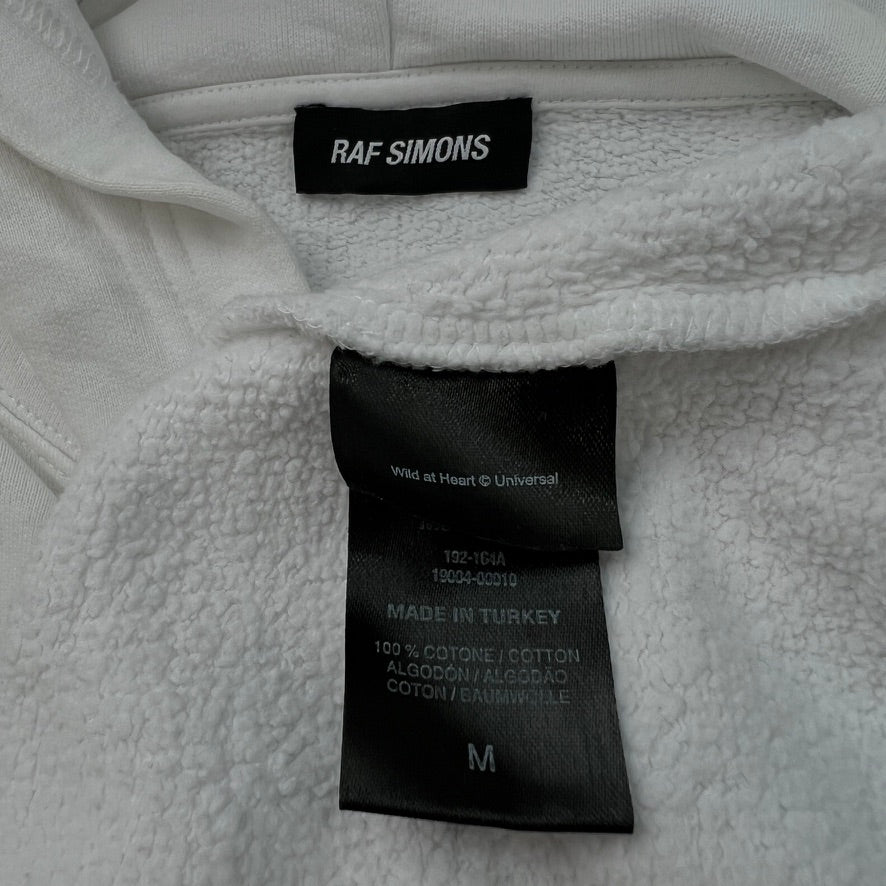 RAF SIMONS
Wild at Heart © Universal
192-164A
19004-00010
MADE IN TURKEY
100 % COTONE / COTTON
ALGODÓN / ALGODÃO
COTON / BAUMWOLLE
M